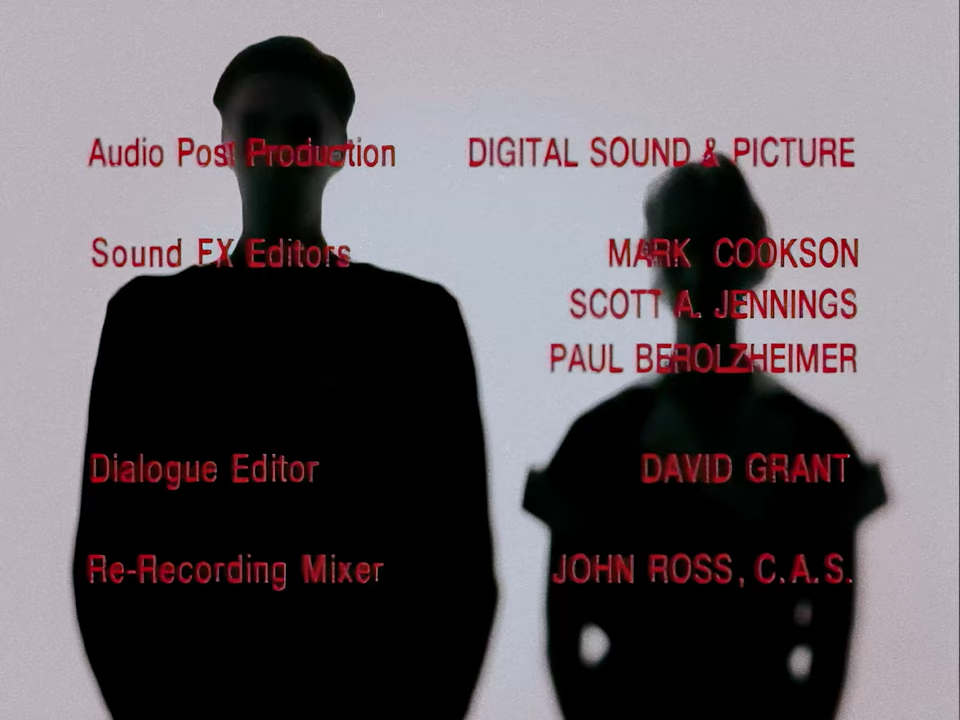 Audio Post Production DIGITAL SOUND & PICTURE
Sound FX Editors MARK COOKSON
SCOTT A. JENNINGS
PAUL BEROLZHEIMER
Dialogue Editor DAVID GRANT
Re-Recording Mixer JOHN ROSS, C.A.S.